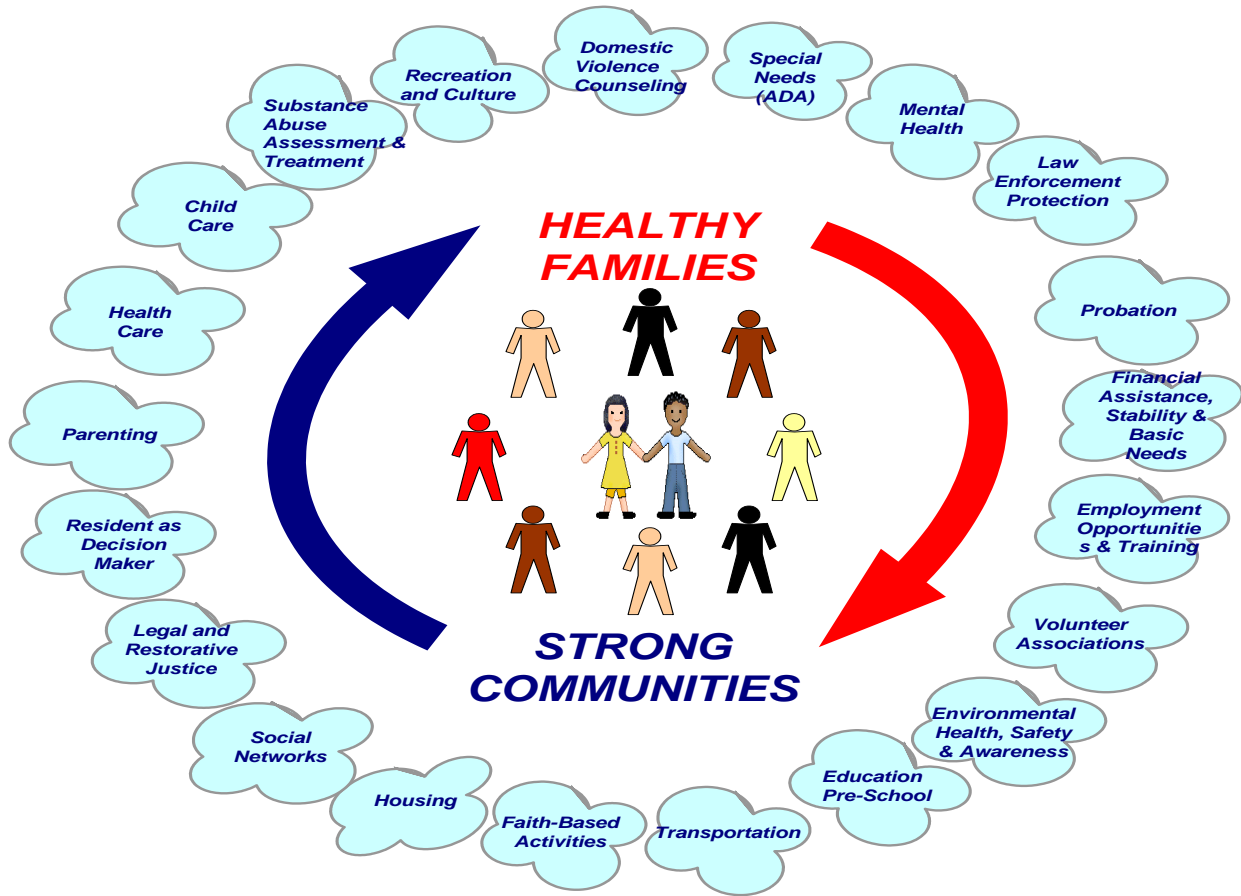 Domestic
Violence
Counseling
Special
Needs
(ADA)
Mental
Health
Law
Enforcement
Protection
Probation
Financial
Assistance,
Stability &
Basic
Needs
Employment
Opportunitie
s & Training
Volunteer
Associations
Environmental
Health, Safety
& Awareness
Education
Pre-School
Transportation
Faith-Based
Activities
Housing
Social
Networks
Legal and
Restorative
Justice
Resident as
Decision
Maker
Parenting
Health
Care
Child
Care
Substance
Abuse
Assessment &
Treatment
Recreation
and Culture
HEALTHY
FAMILIES
STRONG
COMMUNITIES